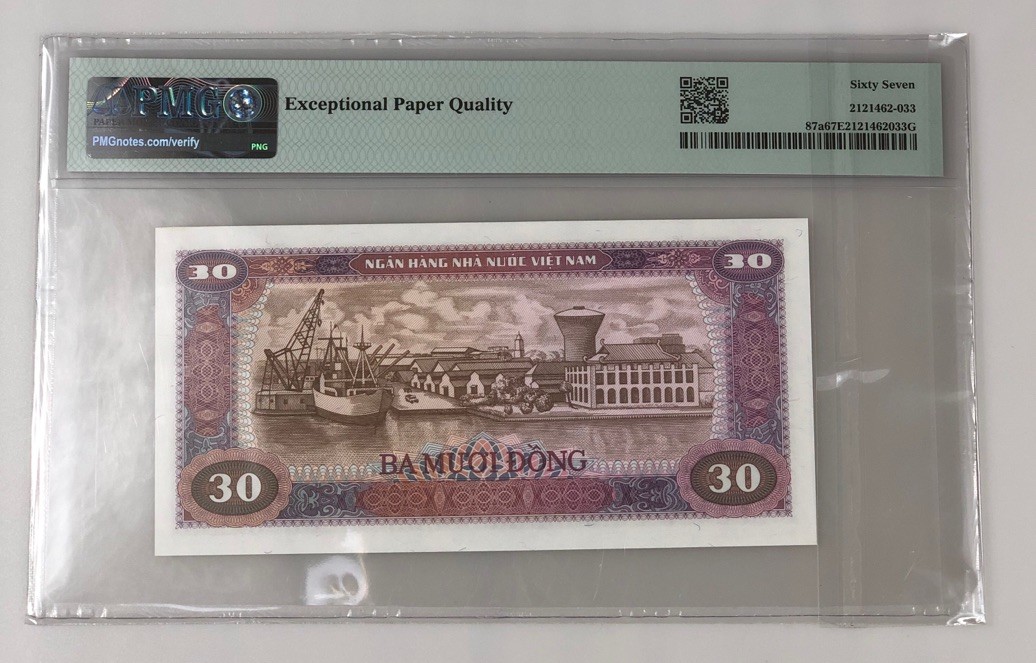 PMG
PAPER
PMGnotes.com/verify
PNG
Exceptional Paper Quality
Sixty Seven
2121462-033
87a67E2121462033G
30
NGÂN HÀNG NHÀ NƯỚC VIỆT NAM
30
BA MƯƠI ĐỒNG
30
30